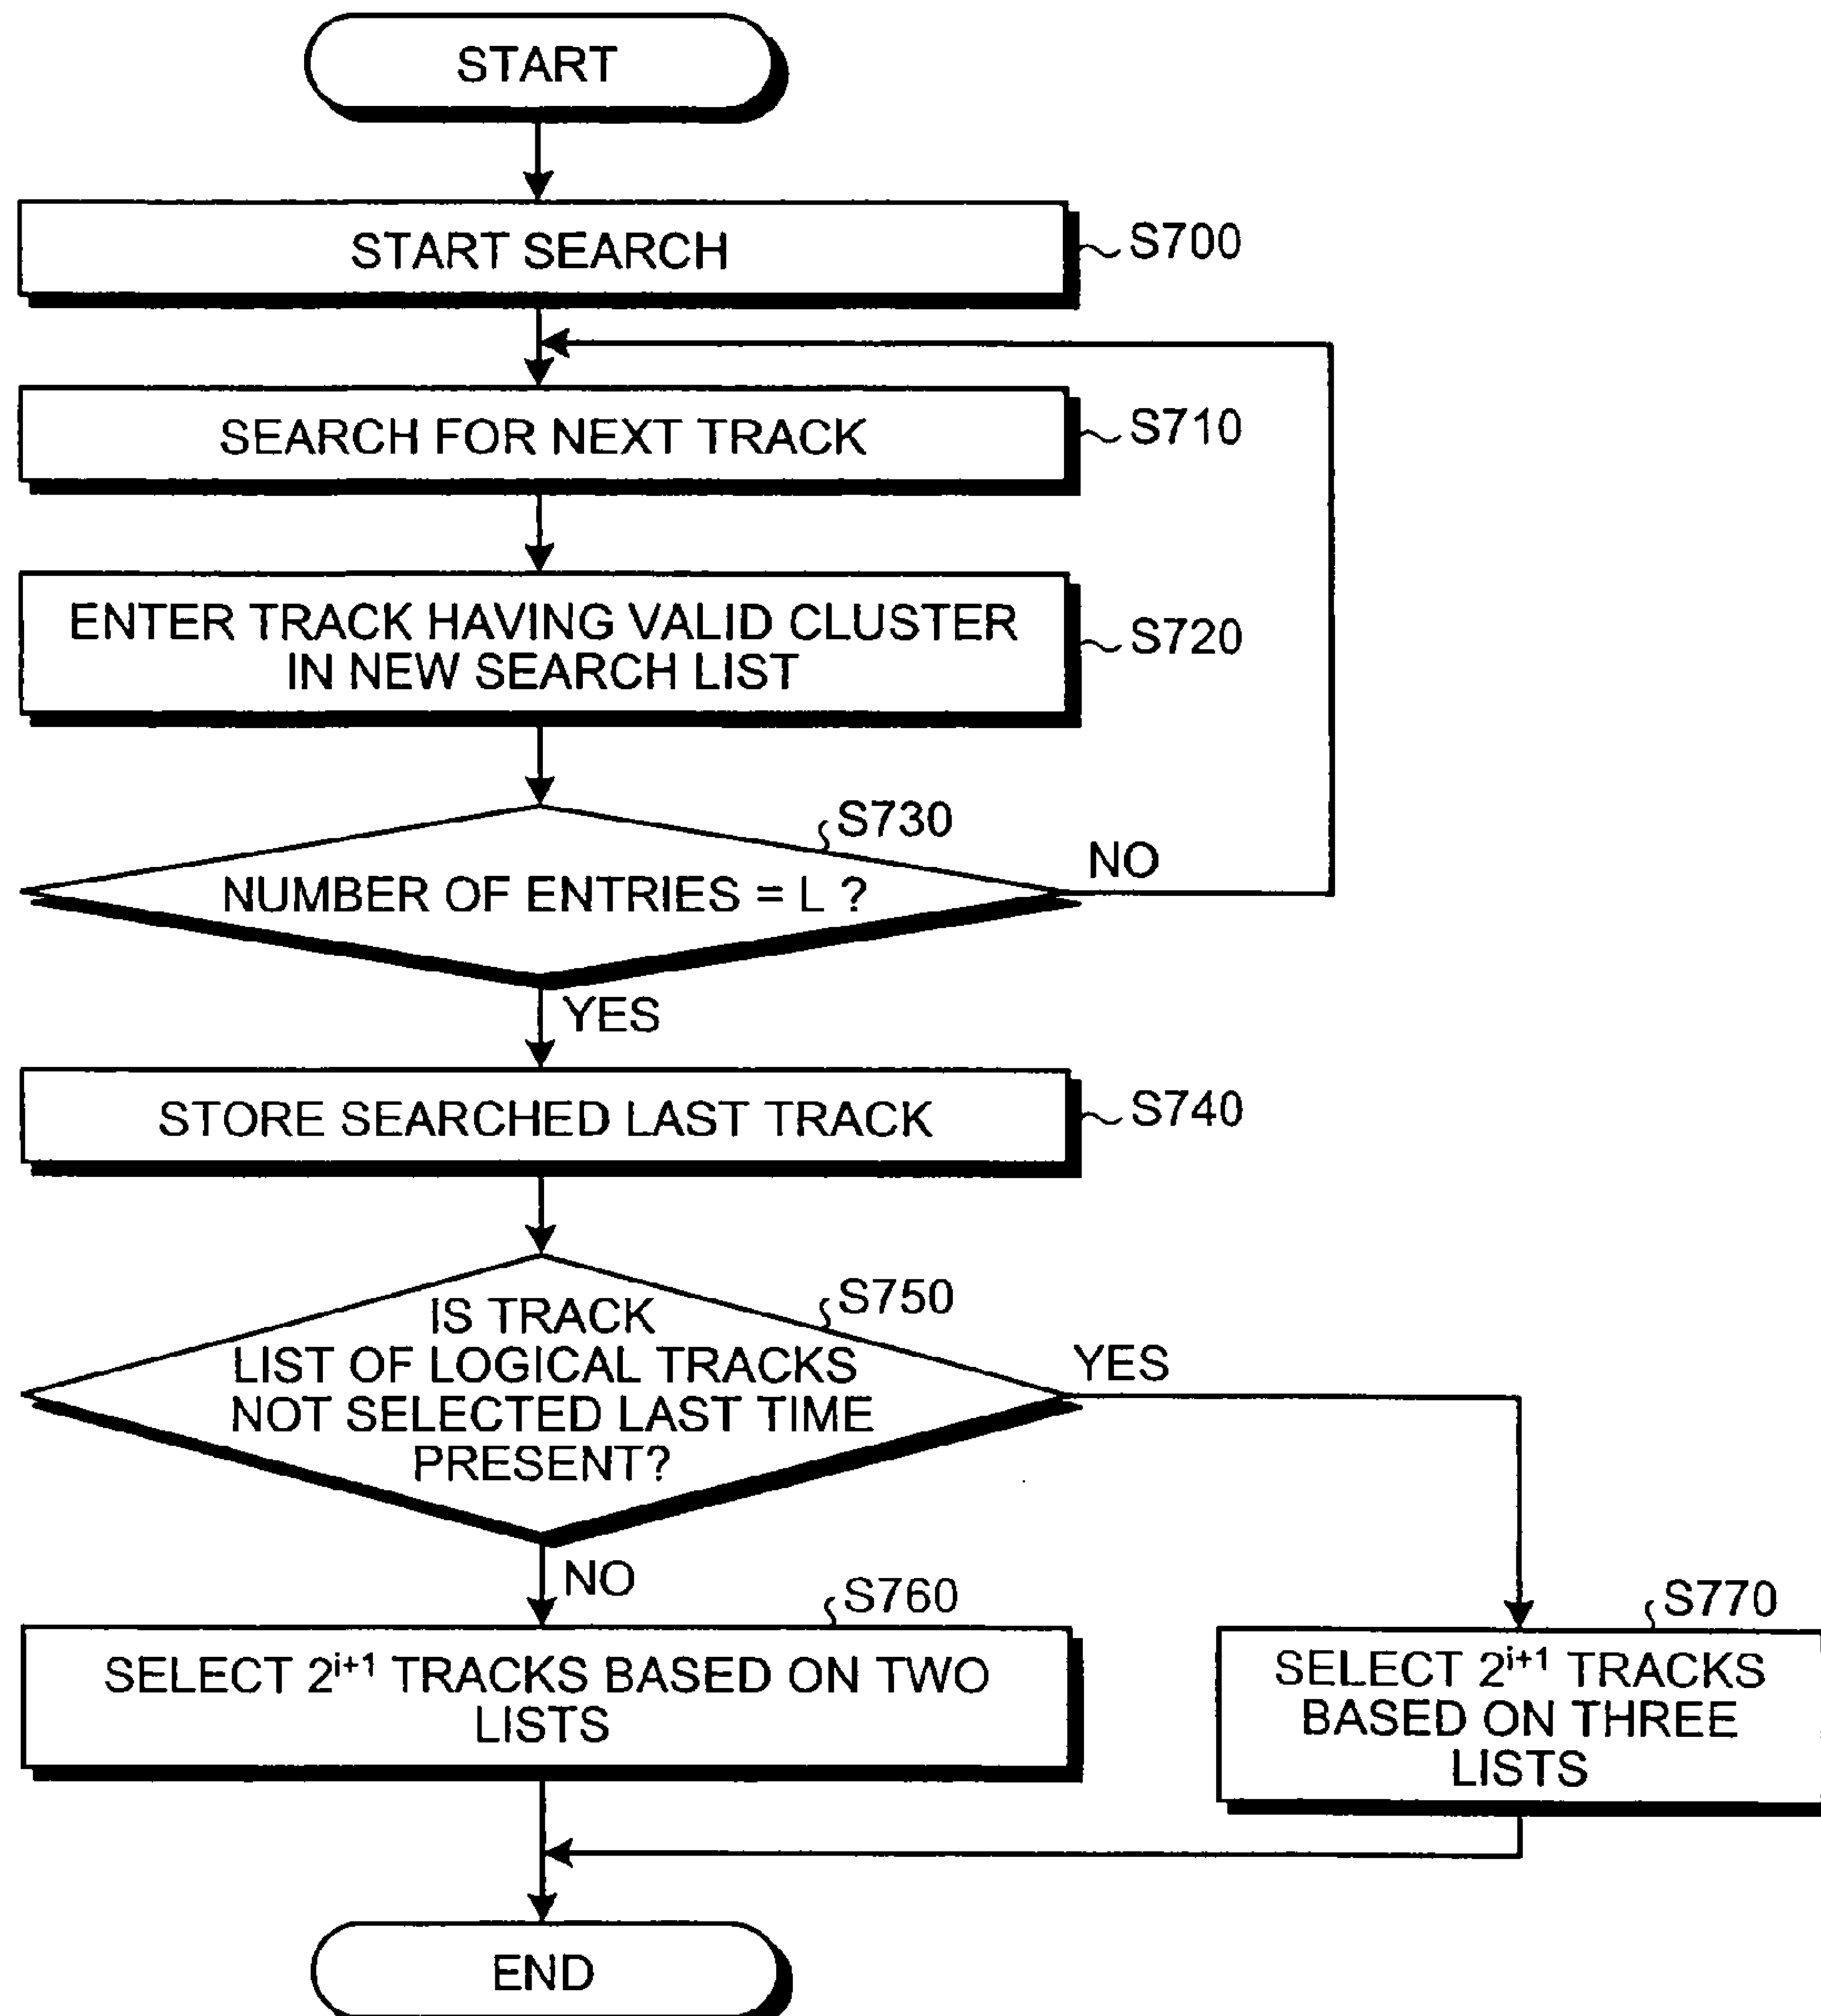 START
START SEARCH
S700
SEARCH FOR NEXT TRACK
S710
ENTER TRACK HAVING VALID CLUSTER
IN NEW SEARCH LIST
S720
S730
NUMBER OF ENTRIES = L ?
NO
YES
STORE SEARCHED LAST TRACK
S740
S750
IS TRACK
LIST OF LOGICAL TRACKS
NOT SELECTED LAST TIME
PRESENT?
YES
NO
S760
SELECT 2^{i+1} TRACKS BASED ON TWO
LISTS
S770
SELECT 2^{i+1} TRACKS
BASED ON THREE
LISTS
END